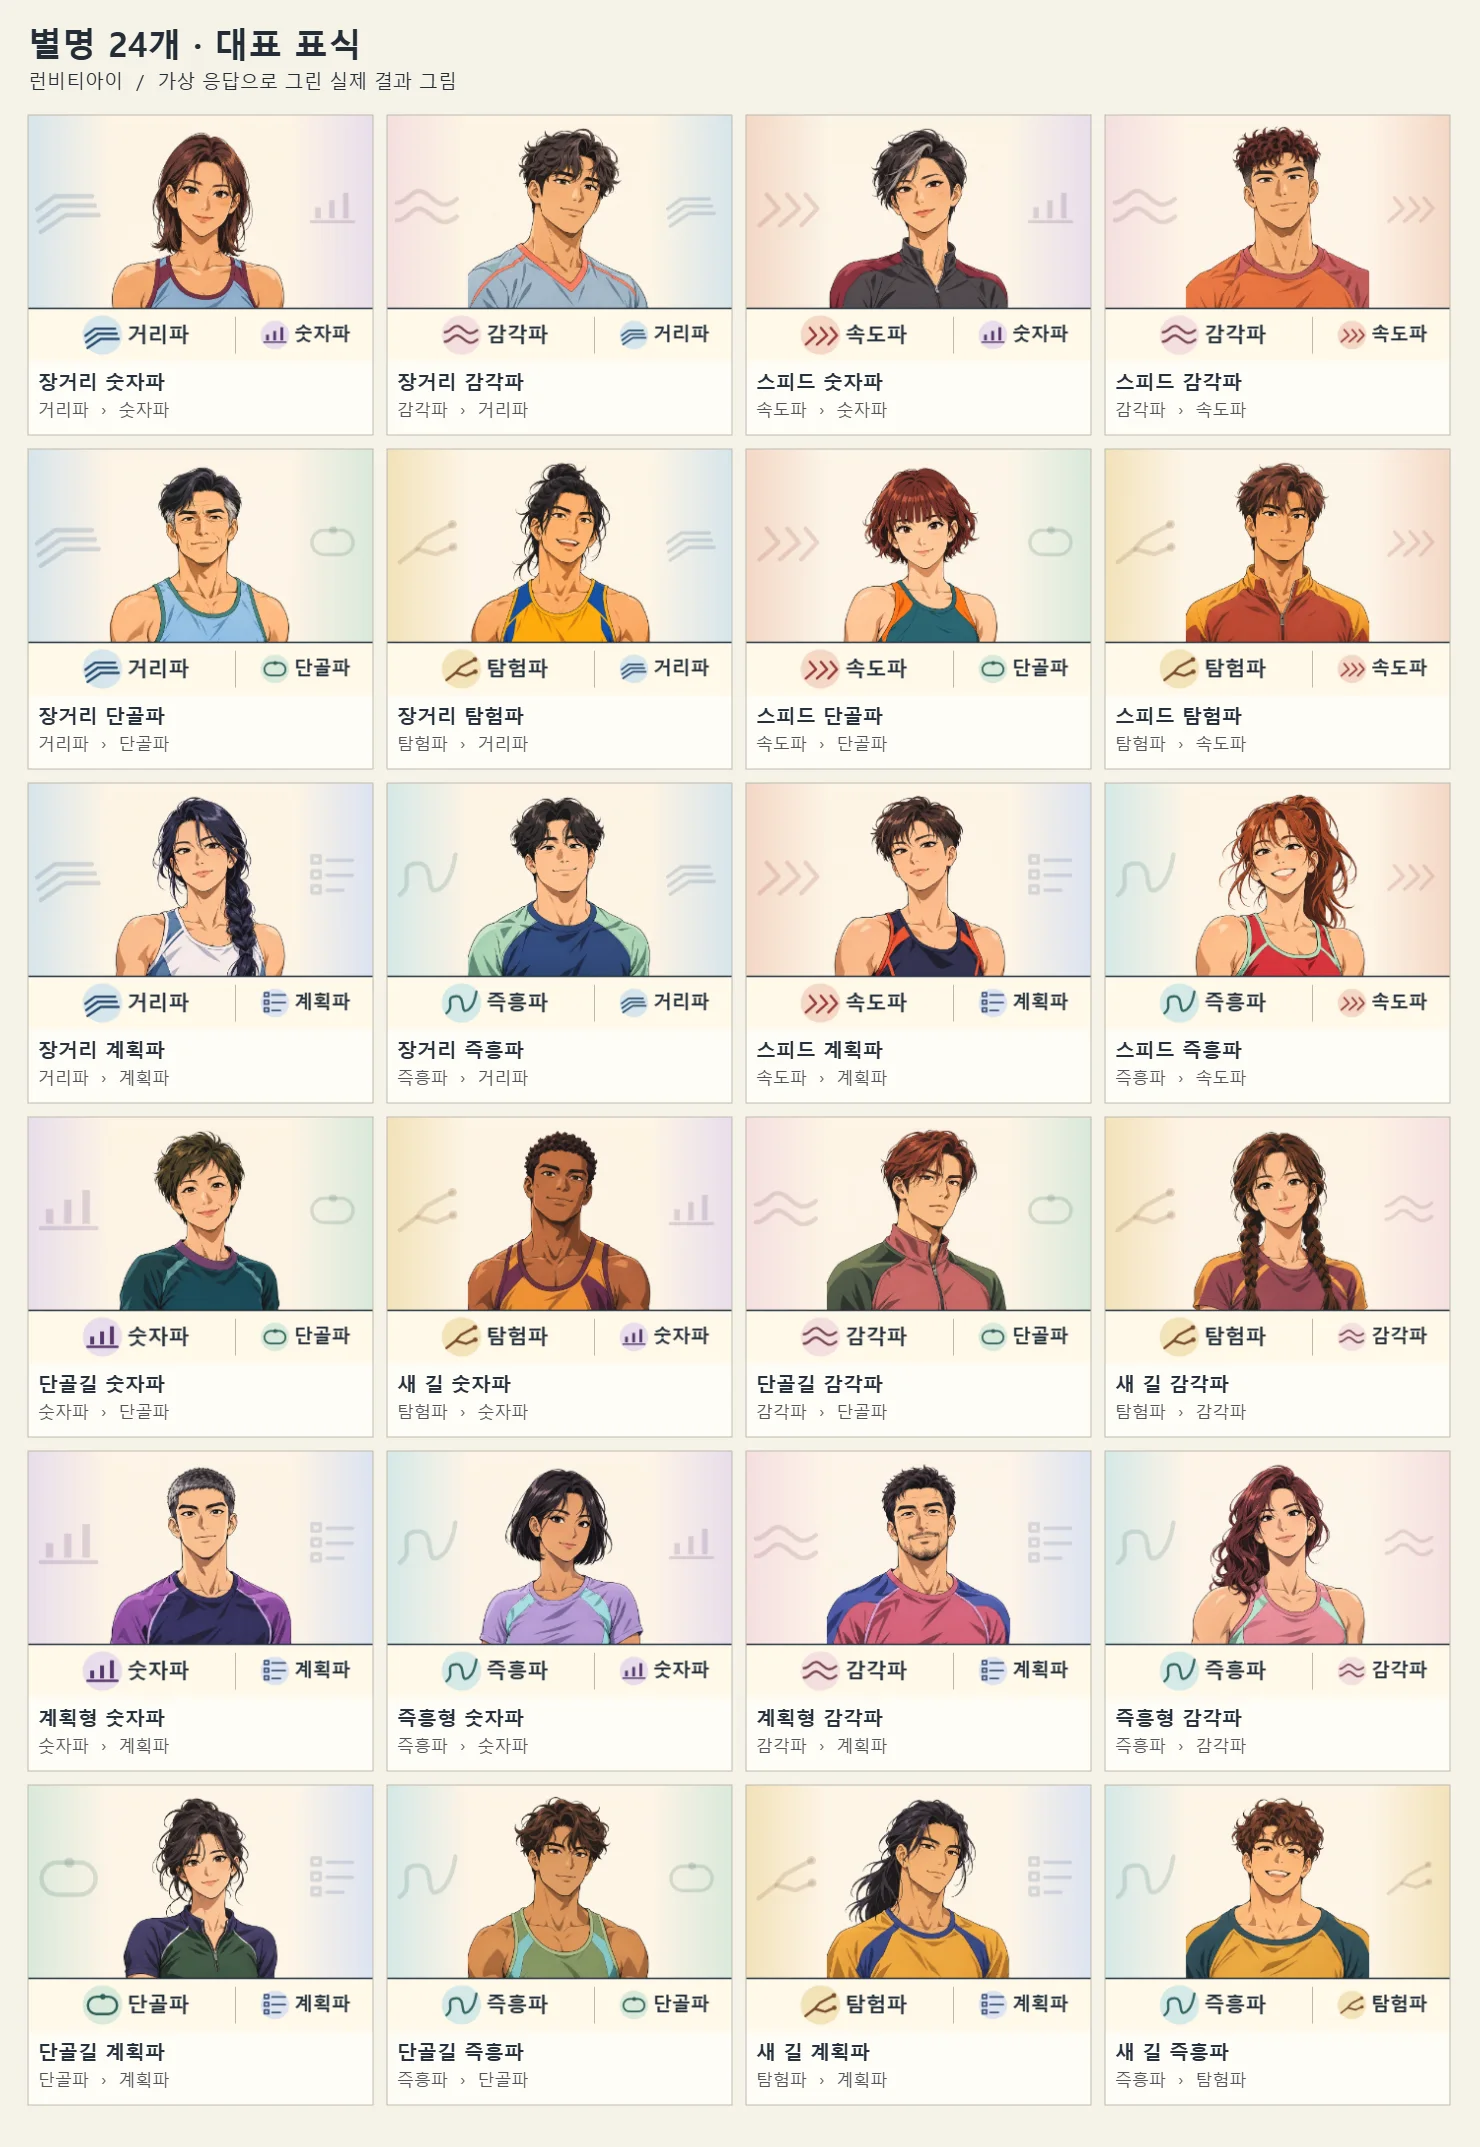 별명 24개 · 대표 표식
런비티아이 / 가상 응답으로 그린 실제 결과 그림
거리파 숫자파
장거리 숫자파
거리파 › 숫자파
감각파 거리파
장거리 감각파
감각파 › 거리파
속도파 숫자파
스피드 숫자파
속도파 › 숫자파
감각파 속도파
스피드 감각파
감각파 › 속도파
거리파 단골파
장거리 단골파
거리파 › 단골파
탐험파 거리파
장거리 탐험파
탐험파 › 거리파
속도파 단골파
스피드 단골파
속도파 › 단골파
탐험파 속도파
스피드 탐험파
탐험파 › 속도파
거리파 계획파
장거리 계획파
거리파 › 계획파
즉흥파 거리파
장거리 즉흥파
즉흥파 › 거리파
속도파 계획파
스피드 계획파
속도파 › 계획파
즉흥파 속도파
스피드 즉흥파
즉흥파 › 속도파
숫자파 단골파
단골길 숫자파
숫자파 › 단골파
탐험파 숫자파
새 길 숫자파
탐험파 › 숫자파
감각파 단골파
단골길 감각파
감각파 › 단골파
탐험파 감각파
새 길 감각파
탐험파 › 감각파
숫자파 계획파
계획형 숫자파
숫자파 › 계획파
즉흥파 숫자파
즉흥형 숫자파
즉흥파 › 숫자파
감각파 계획파
계획형 감각파
감각파 › 계획파
즉흥파 감각파
즉흥형 감각파
즉흥파 › 감각파
단골파 계획파
단골길 계획파
단골파 › 계획파
즉흥파 단골파
단골길 즉흥파
즉흥파 › 단골파
탐험파 계획파
새 길 계획파
탐험파 › 계획파
즉흥파 탐험파
새 길 즉흥파
즉흥파 › 탐험파